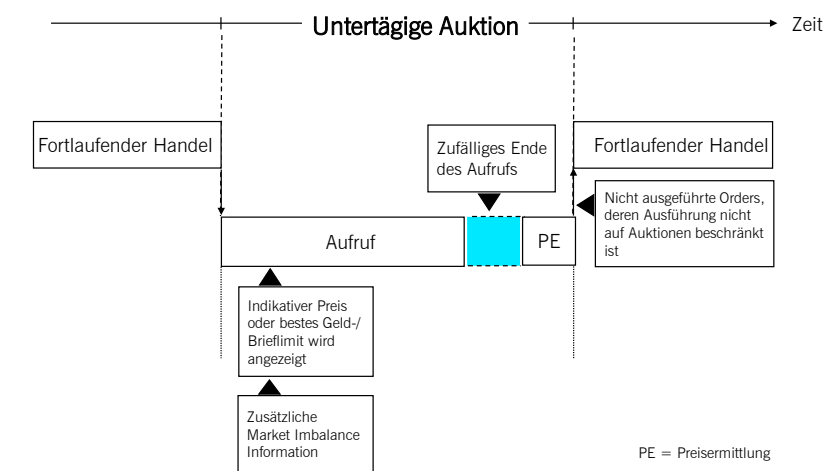 Untertägige Auktion
Zeit
Fortlaufender Handel
Zufälliges Ende
des Aufrufs
Fortlaufender Handel
Nicht ausgeführte Orders,
deren Ausführung nicht
auf Auktionen beschränkt
ist
Aufruf
PE
Indikativer Preis
oder bestes Geld-/
Brieflimit wird
angezeigt
Zusätzliche
Market Imbalance
Information
PE = Preisermittlung